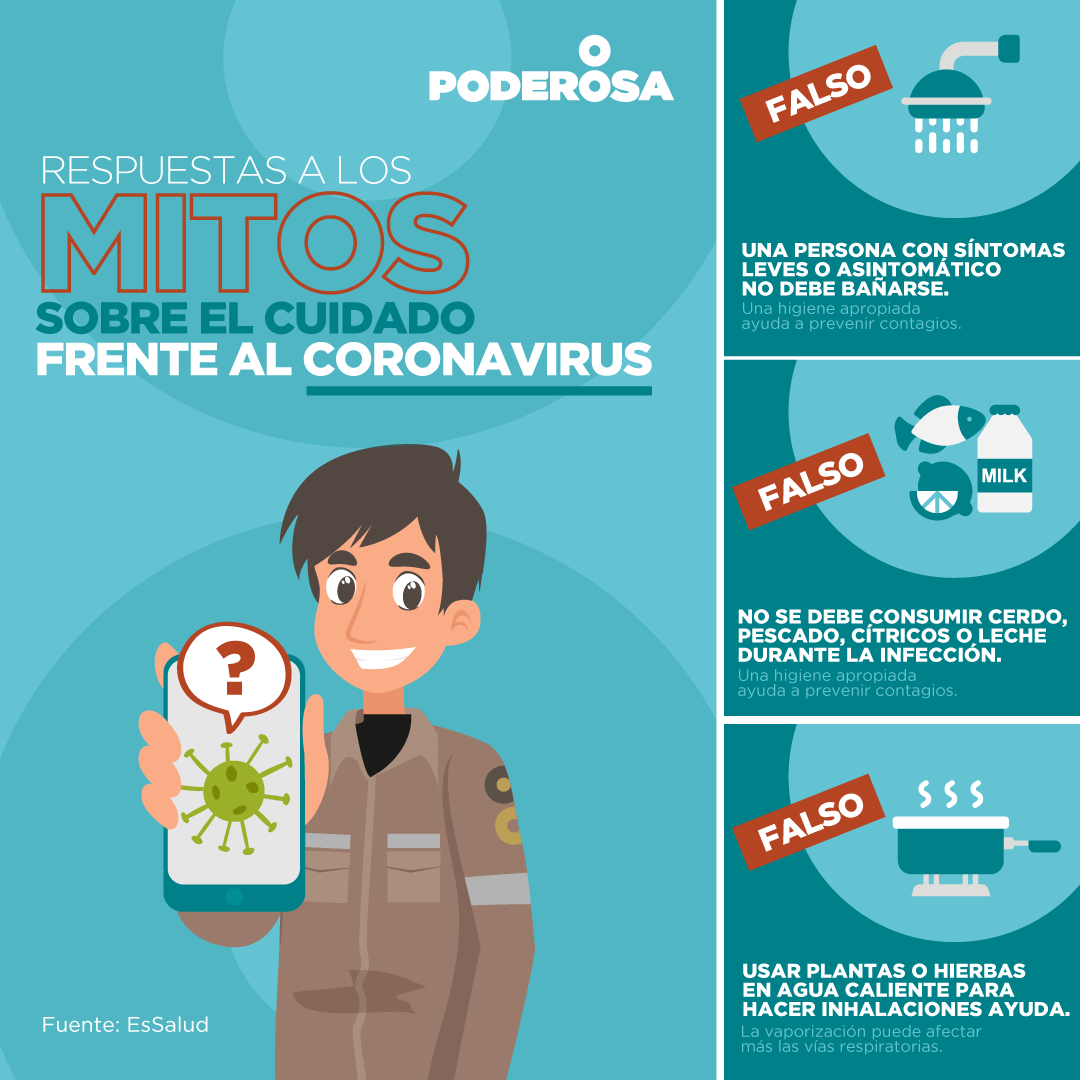 PODEROSA
RESPUESTAS A LOS
MITOS
SOBRE EL CUIDADO
FRENTE AL CORONAVIRUS
?
Fuente: EsSalud
FALSO
UNA PERSONA CON SÍNTOMAS
LEVES O ASINTOMÁTICO
NO DEBE BAÑARSE.
Una higiene apropiada
ayuda a prevenir contagios.
FALSO
MILK
NO SE DEBE CONSUMIR CERDO,
PESCADO, CÍTRICOS O LECHE
DURANTE LA INFECCIÓN.
Una higiene apropiada
ayuda a prevenir contagios.
FALSO
USAR PLANTAS O HIERBAS
EN AGUA CALIENTE PARA
HACER INHALACIONES AYUDA.
La vaporización puede afectar
más las vías respiratorias.